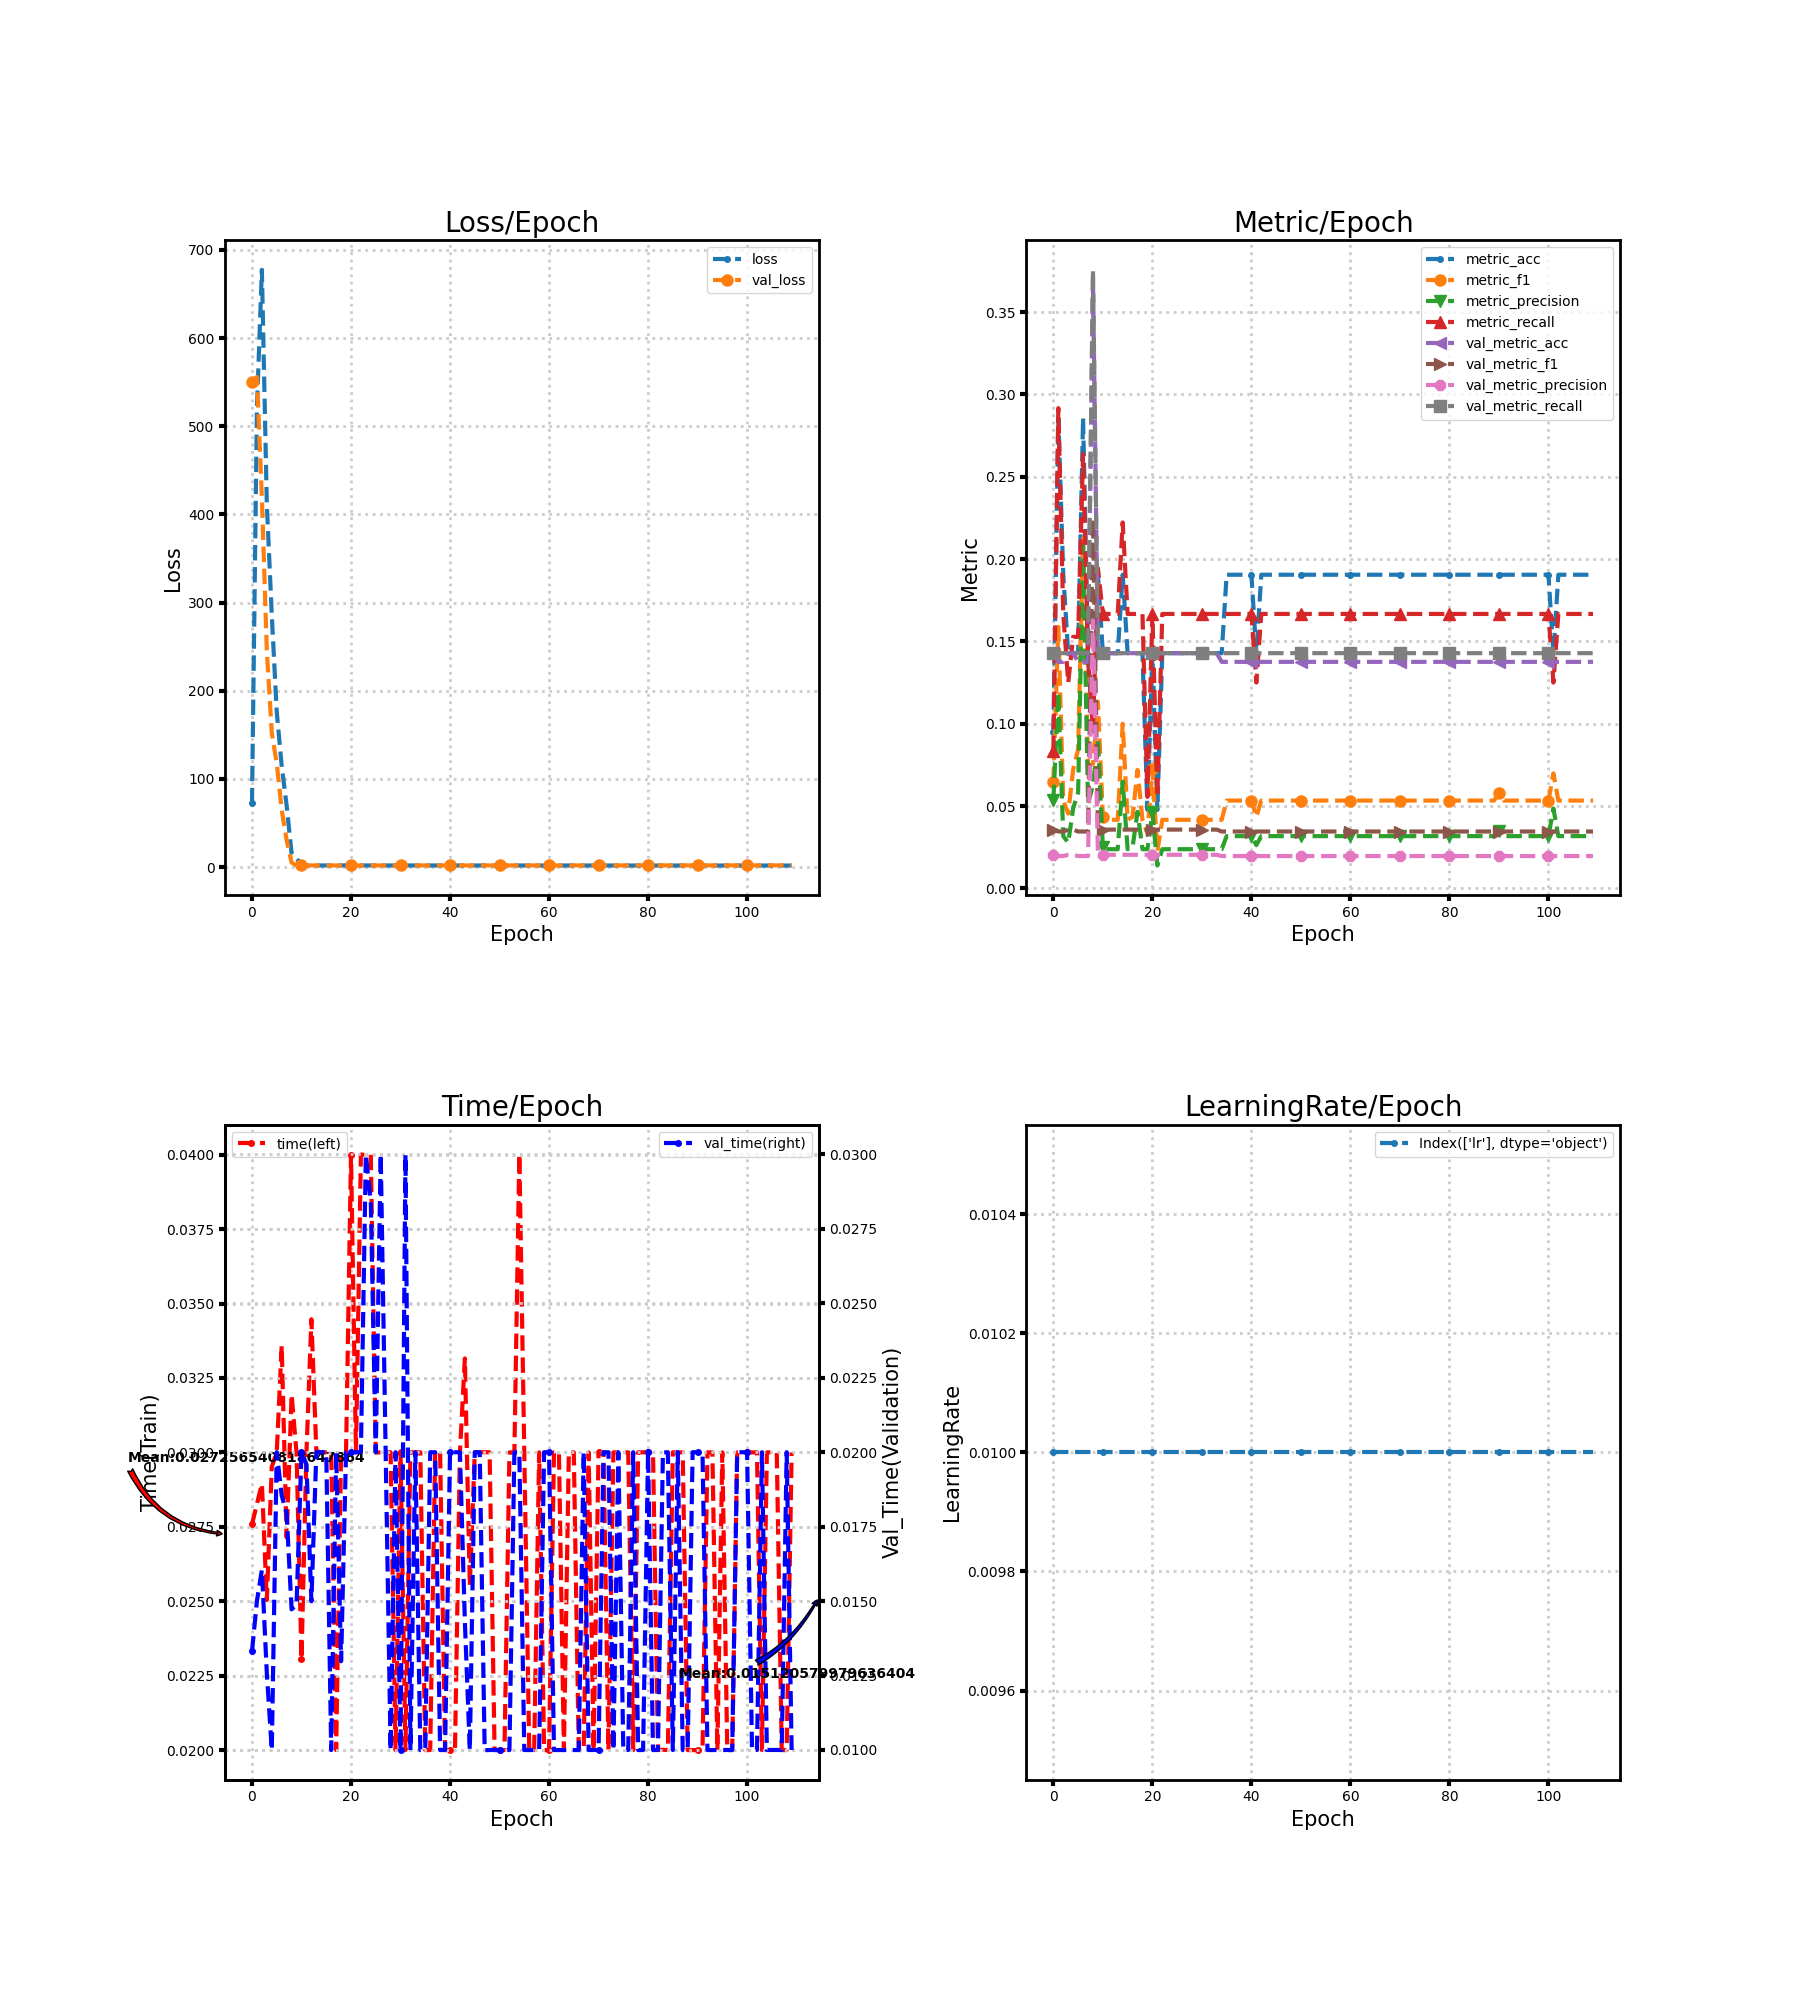 Loss/Epoch
700
600
500
400
300
200
100
0
Loss
0 20 40 60 80 100
Epoch
loss
val_loss
Metric/Epoch
0.35
0.30
0.25
0.20
0.15
0.10
0.05
0.00
Metric
0 20 40 60 80 100
Epoch
metric_acc
metric_f1
metric_precision
metric_recall
val_metric_acc
val_metric_f1
val_metric_precision
val_metric_recall
Time/Epoch
time(left)
val_time(right)
0.0400
0.0375
0.0350
0.0325
0.0300
0.0275
0.0250
0.0225
0.0200
Time(Train)
0.0300
0.0275
0.0250
0.0225
0.0200
0.0175
0.0150
0.0125
0.0100
Val_Time(Validation)
0 20 40 60 80 100
Epoch
LearningRate/Epoch
Index(['lr'], dtype='object')
0.0104
0.0102
0.0100
0.0098
0.0096
LearningRate
0 20 40 60 80 100
Epoch